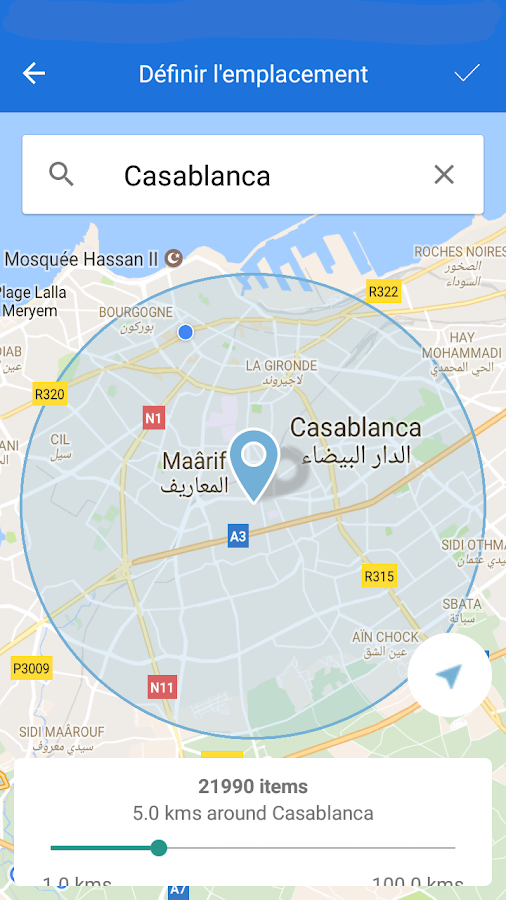 Définir l'emplacement
Casablanca
Mosquée Hassan II
ROCHES NOIRES
الصخور
السوداء
Plage Lalla
Meryem
R322
BOURGOGNE
بوركون
HAY
MOHAMMADI
الحي المحمدي
LA GIRONDE
لاجيروند
DIAB
R320
N1
Casablanca
الدار البيضاء
CIL
سيل
ANI
Maârif
المعاريف
A3
SIDI OTHMA
سيدي عثمان
R315
SBATA
سباتة
AÏN CHOCK
عين الشق
P3009
N11
SIDI MAÂROUF
سيدي معروف
21990 items
5.0 kms around Casablanca
1.0 kms
100.0 kms
A7